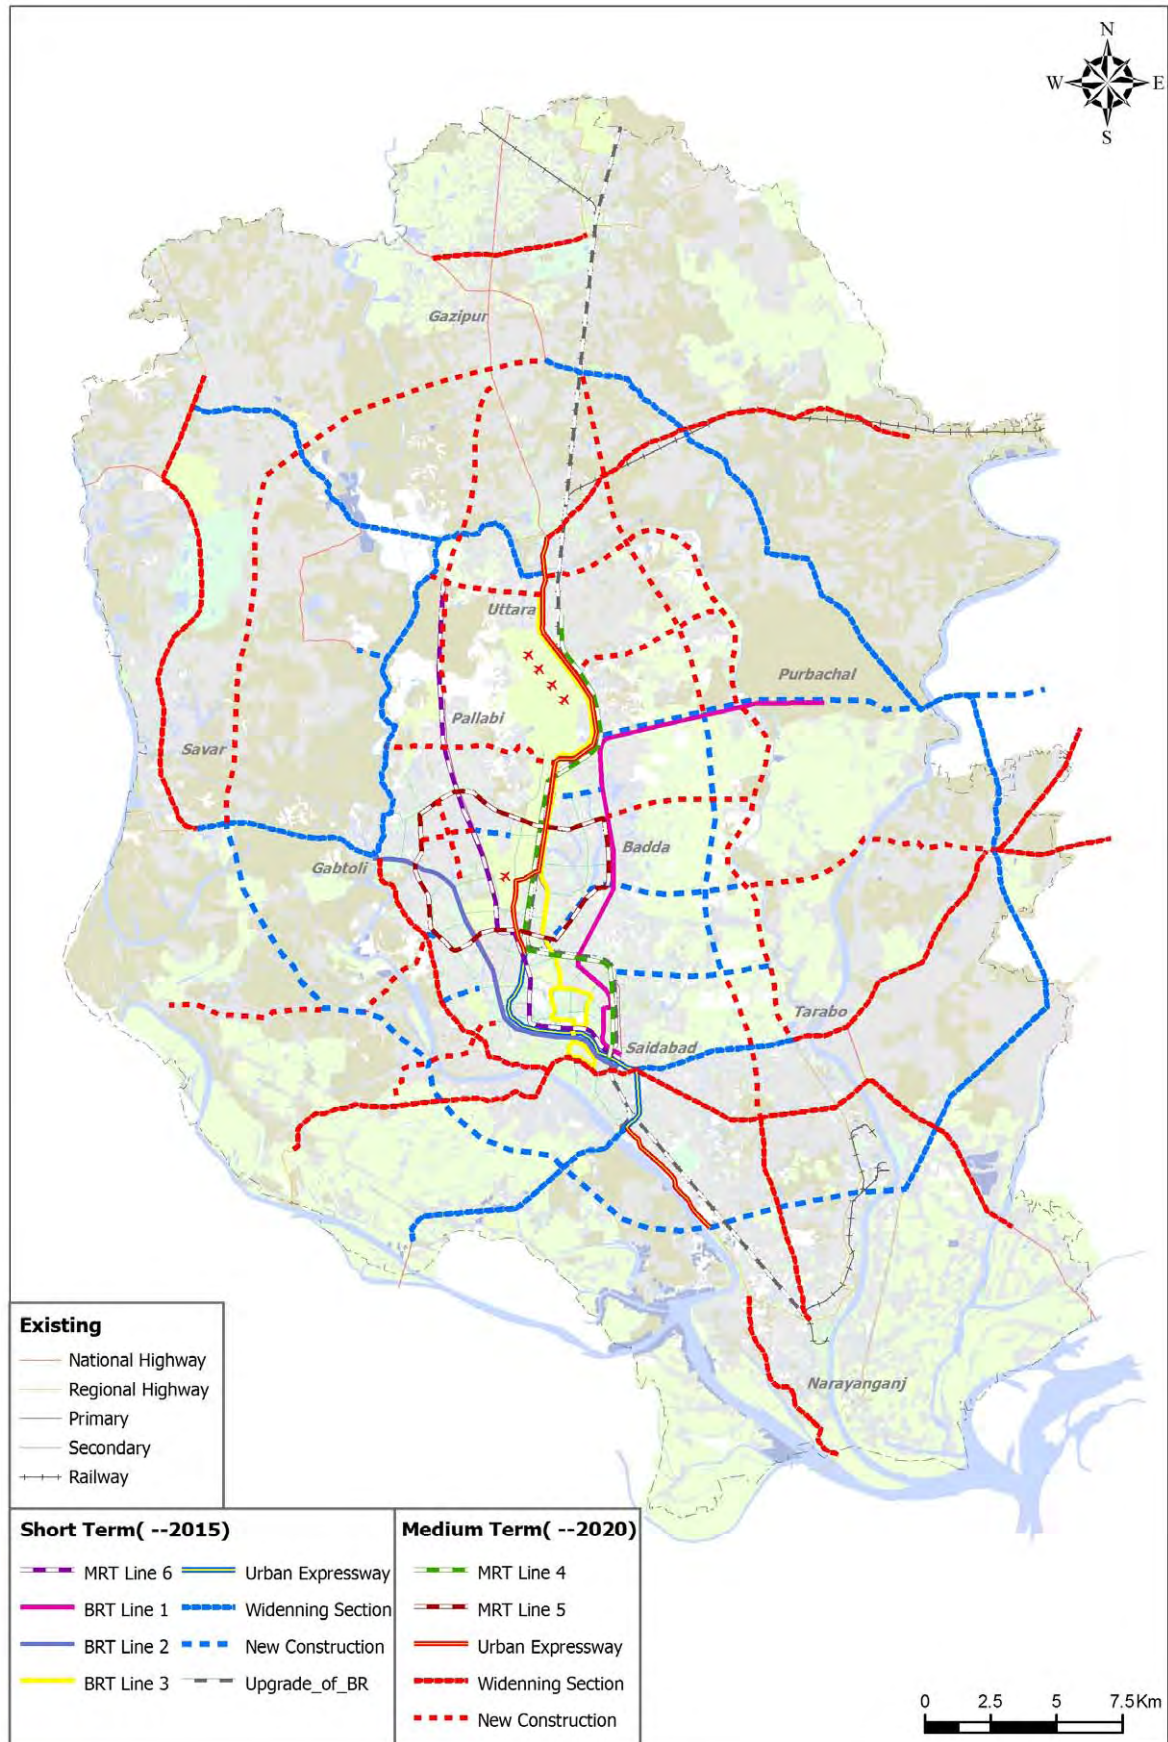 N
W E
S
Gazipur
Uttara
Purbachal
Pallabi
Savar
Badda
Gabtoli
Tarabo
Saidabad
Narayanganj
Existing
National Highway
Regional Highway
Primary
Secondary
Railway
Short Term( --2015)
MRT Line 6 Urban Expressway
BRT Line 1 Widenning Section
BRT Line 2 New Construction
BRT Line 3 Upgrade_of_BR
Medium Term( --2020)
MRT Line 4
MRT Line 5
Urban Expressway
Widenning Section
New Construction
0 2.5 5 7.5 Km